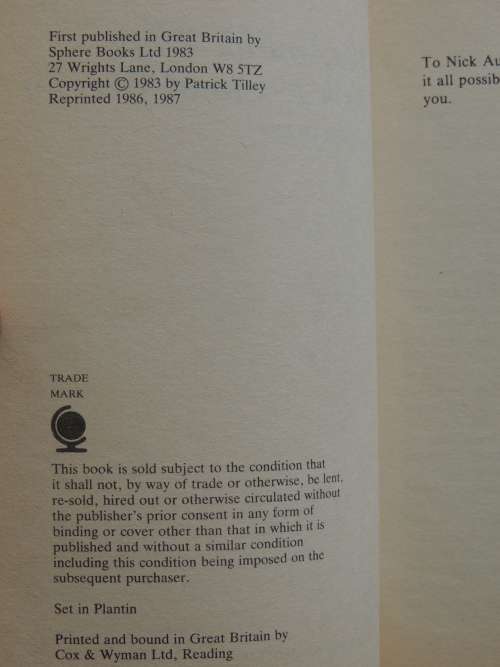 First published in Great Britain by
Sphere Books Ltd 1983
27 Wrights Lane, London W8 5TZ
Copyright © 1983 by Patrick Tilley
Reprinted 1986, 1987
TRADE
MARK
This book is sold subject to the condition that
it shall not, by way of trade or otherwise, be lent,
re-sold, hired out or otherwise circulated without
the publisher's prior consent in any form of
binding or cover other than that in which it is
published and without a similar condition
including this condition being imposed on the
subsequent purchaser.
Set in Plantin
Printed and bound in Great Britain by
Cox & Wyman Ltd, Reading
To Nick
it all
you.